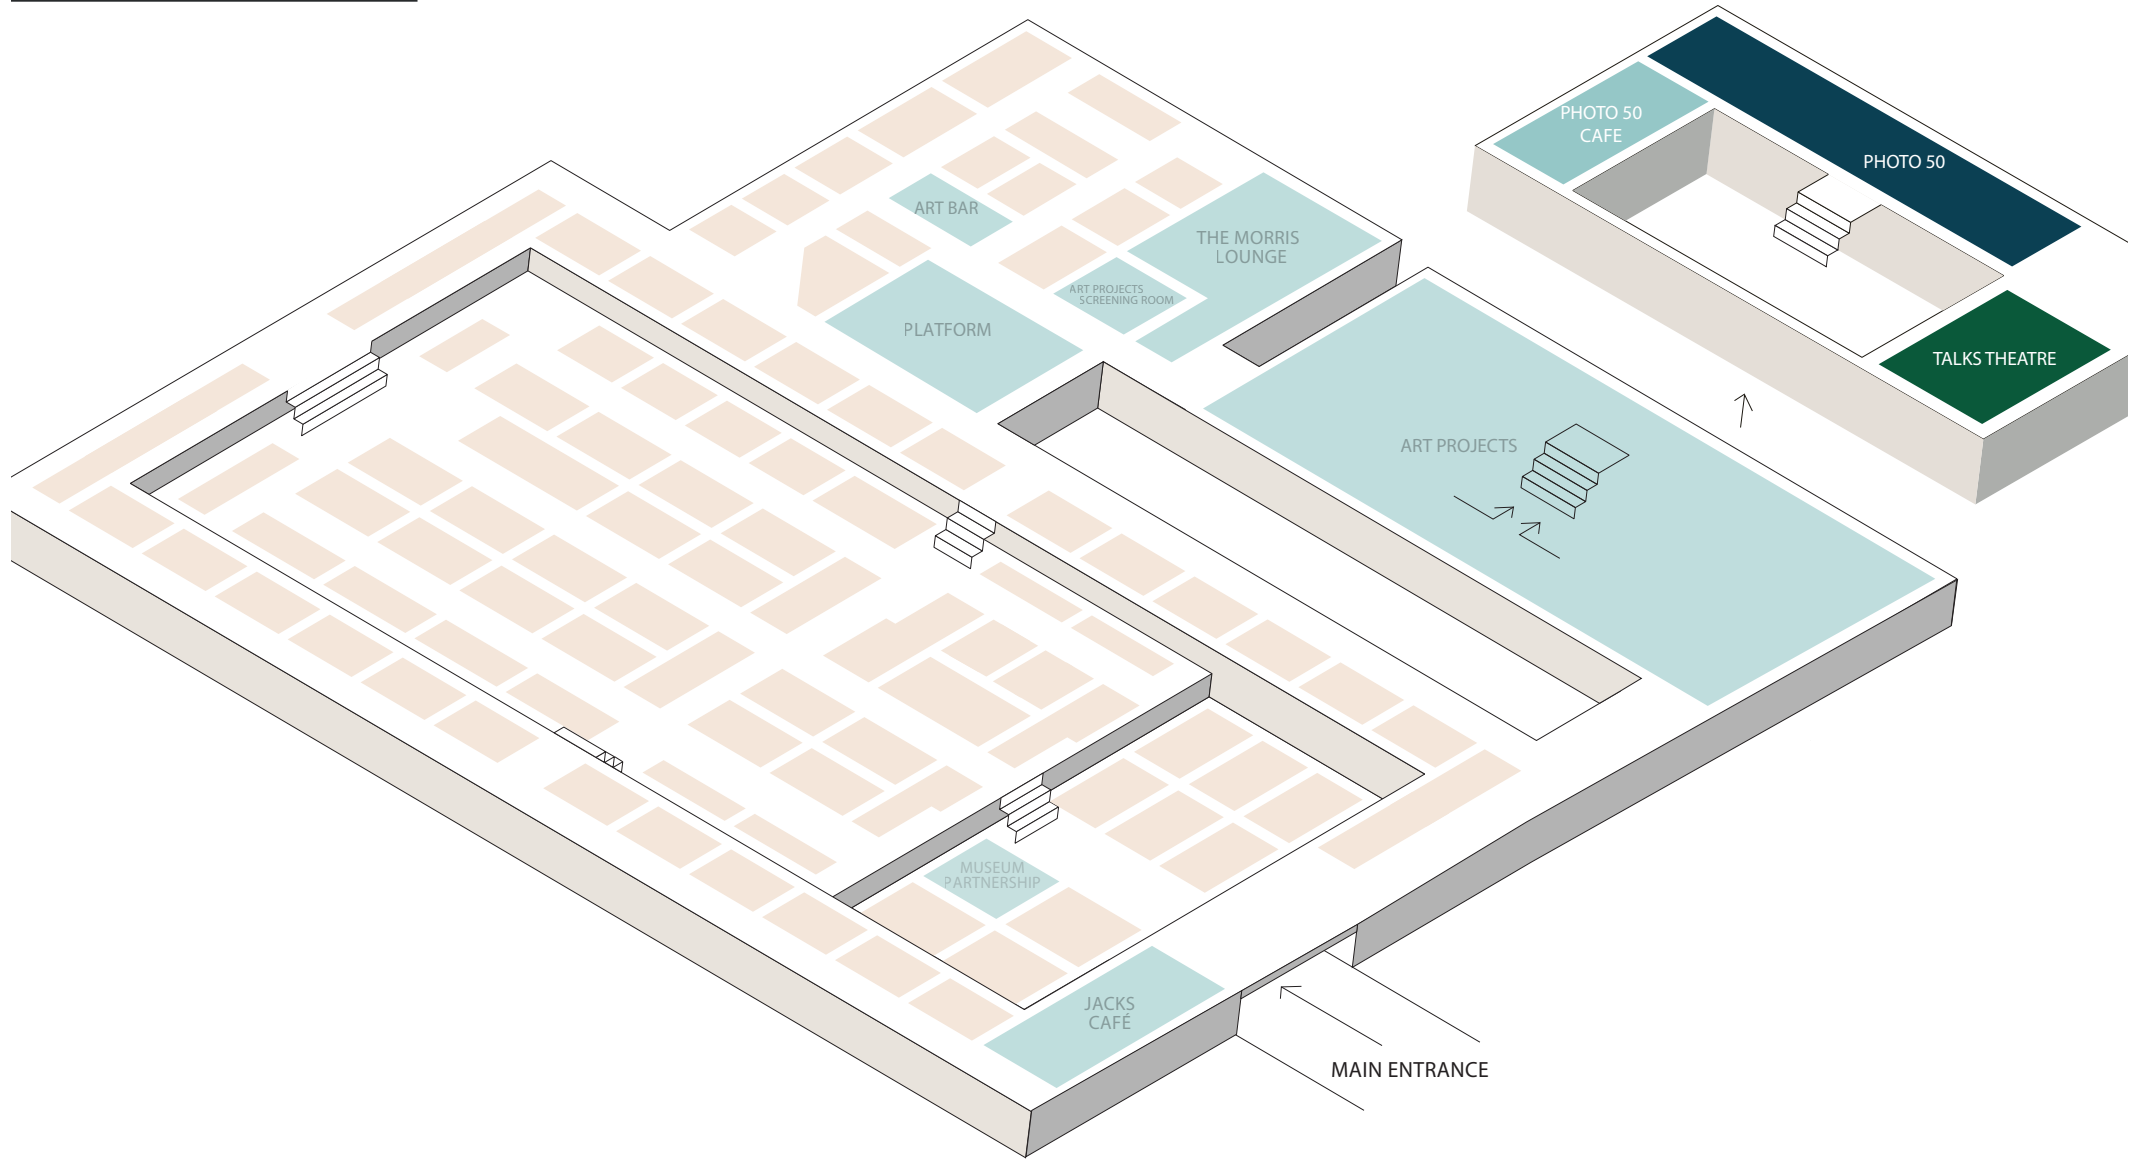 PHOTO 50
CAFE
PHOTO 50
ART BAR
THE MORRIS
LOUNGE
ART PROJECTS
SCREENING ROOM
PLATFORM
TALKS THEATRE
ART PROJECTS
MUSEUM
PARTNERSHIP
JACKS
CAFÉ
MAIN ENTRANCE